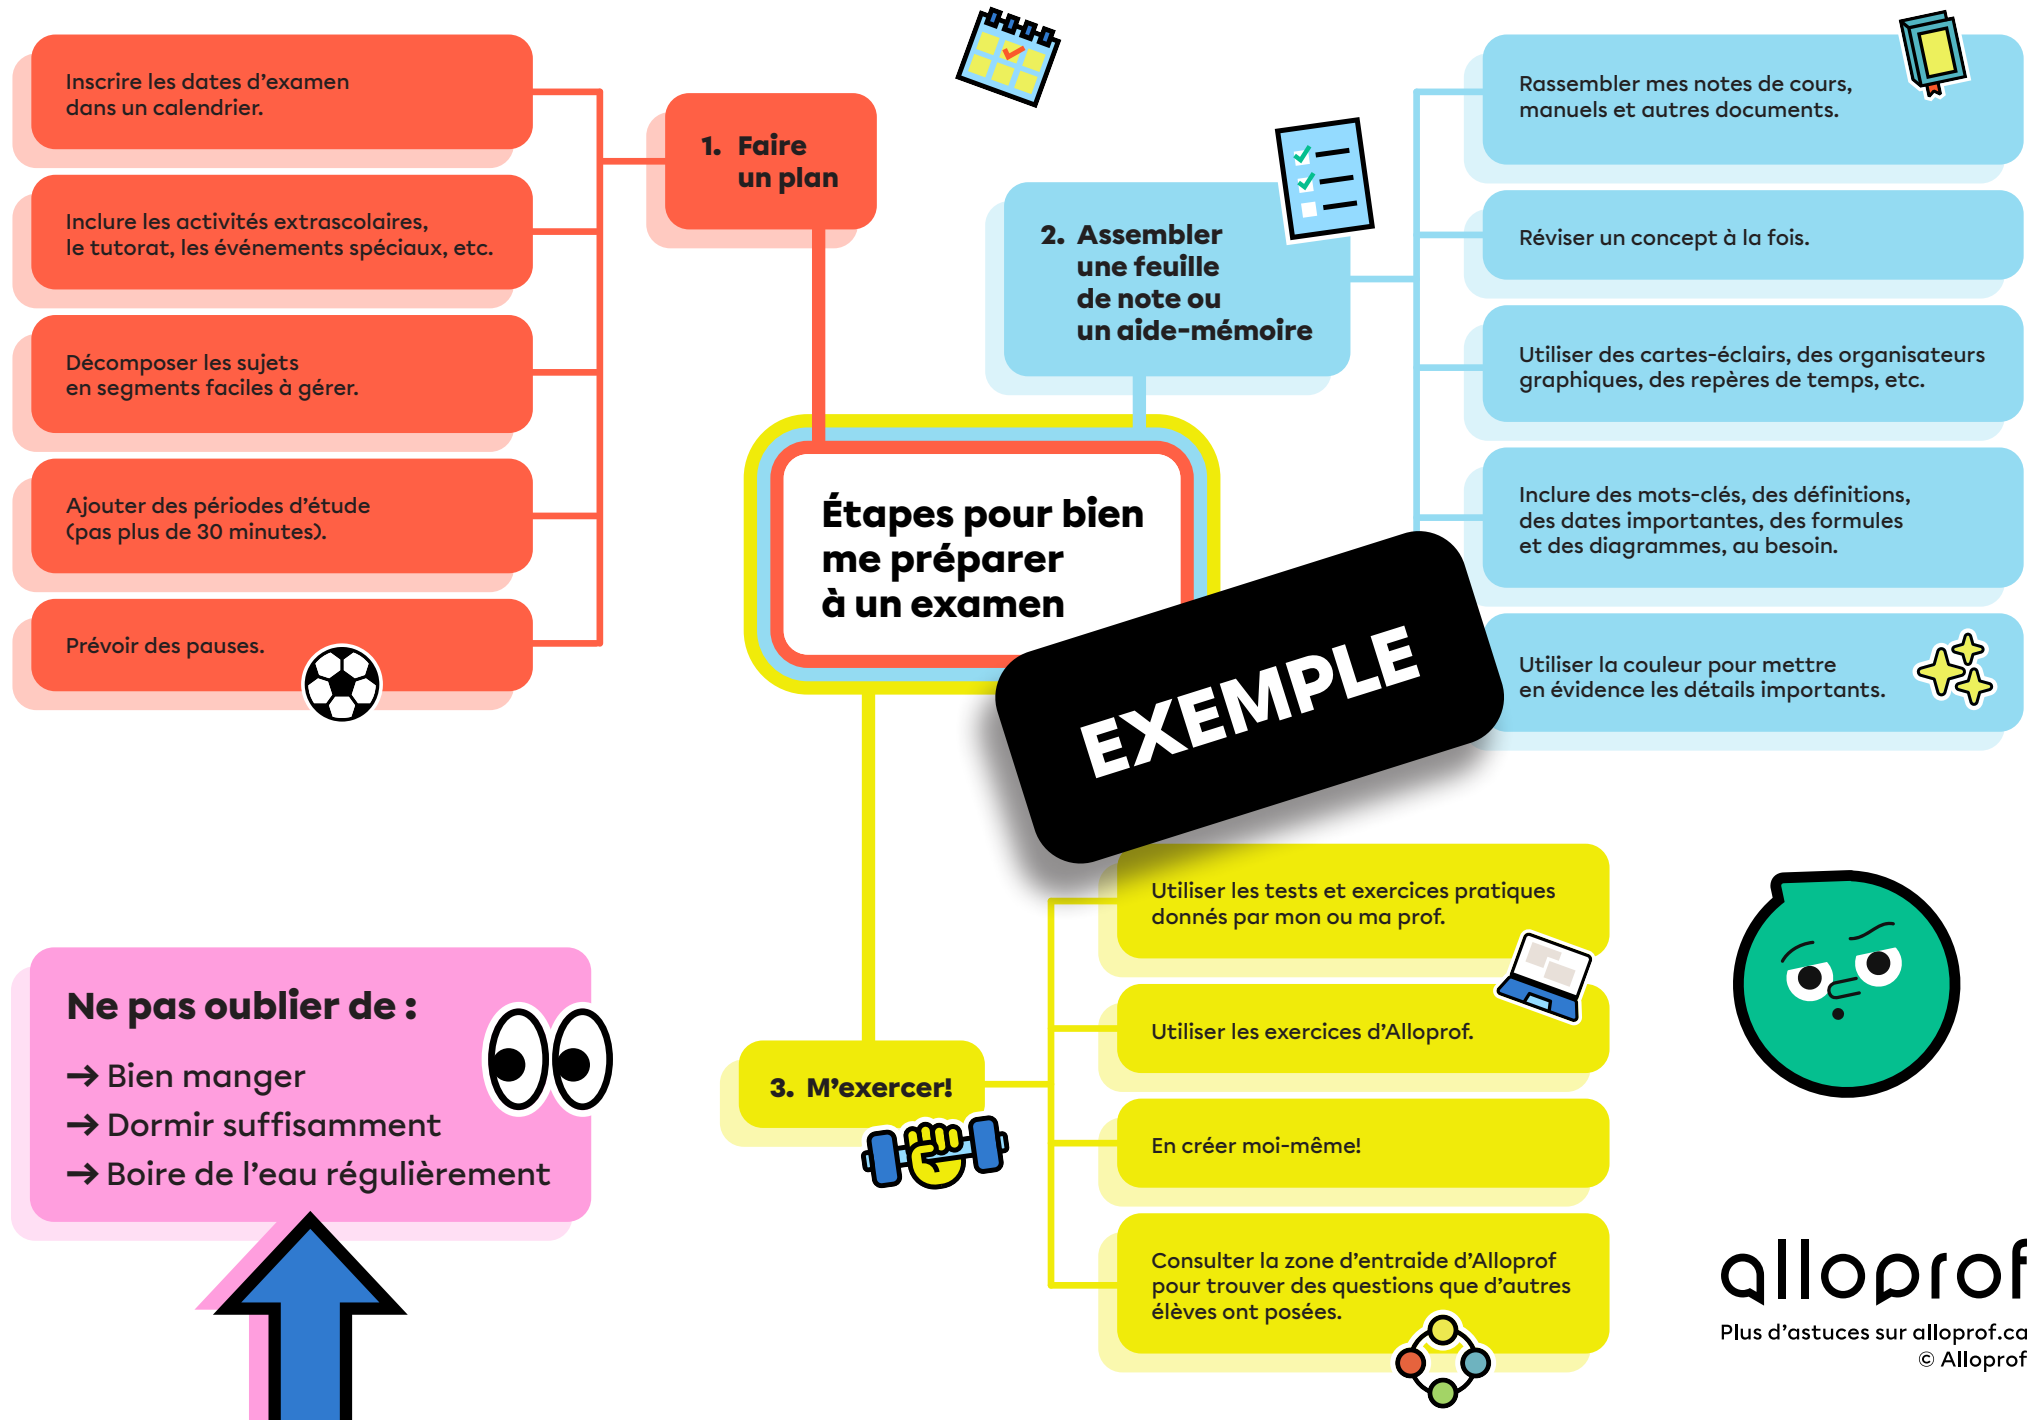 Étapes pour bien
me préparer
à un examen
EXEMPLE
1. Faire
un plan
Inscrire les dates d'examen
dans un calendrier.
Inclure les activités extrascolaires,
le tutorat, les événements spéciaux, etc.
Décomposer les sujets
en segments faciles à gérer.
Ajouter des périodes d'étude
(pas plus de 30 minutes).
Prévoir des pauses.
2. Assembler
une feuille
de note ou
un aide-mémoire
Rassembler mes notes de cours,
manuels et autres documents.
Réviser un concept à la fois.
Utiliser des cartes-éclairs, des organisateurs
graphiques, des repères de temps, etc.
Inclure des mots-clés, des définitions,
des dates importantes, des formules
et des diagrammes, au besoin.
Utiliser la couleur pour mettre
en évidence les détails importants.
3. M'exercer!
Utiliser les tests et exercices pratiques
donnés par mon ou ma prof.
Utiliser les exercices d'Alloprof.
En créer moi-même!
Consulter la zone d'entraide d'Alloprof
pour trouver des questions que d'autres
élèves ont posées.
Ne pas oublier de :
→ Bien manger
→ Dormir suffisamment
→ Boire de l'eau régulièrement
alloprof
Plus d'astuces sur alloprof.ca
© Alloprof